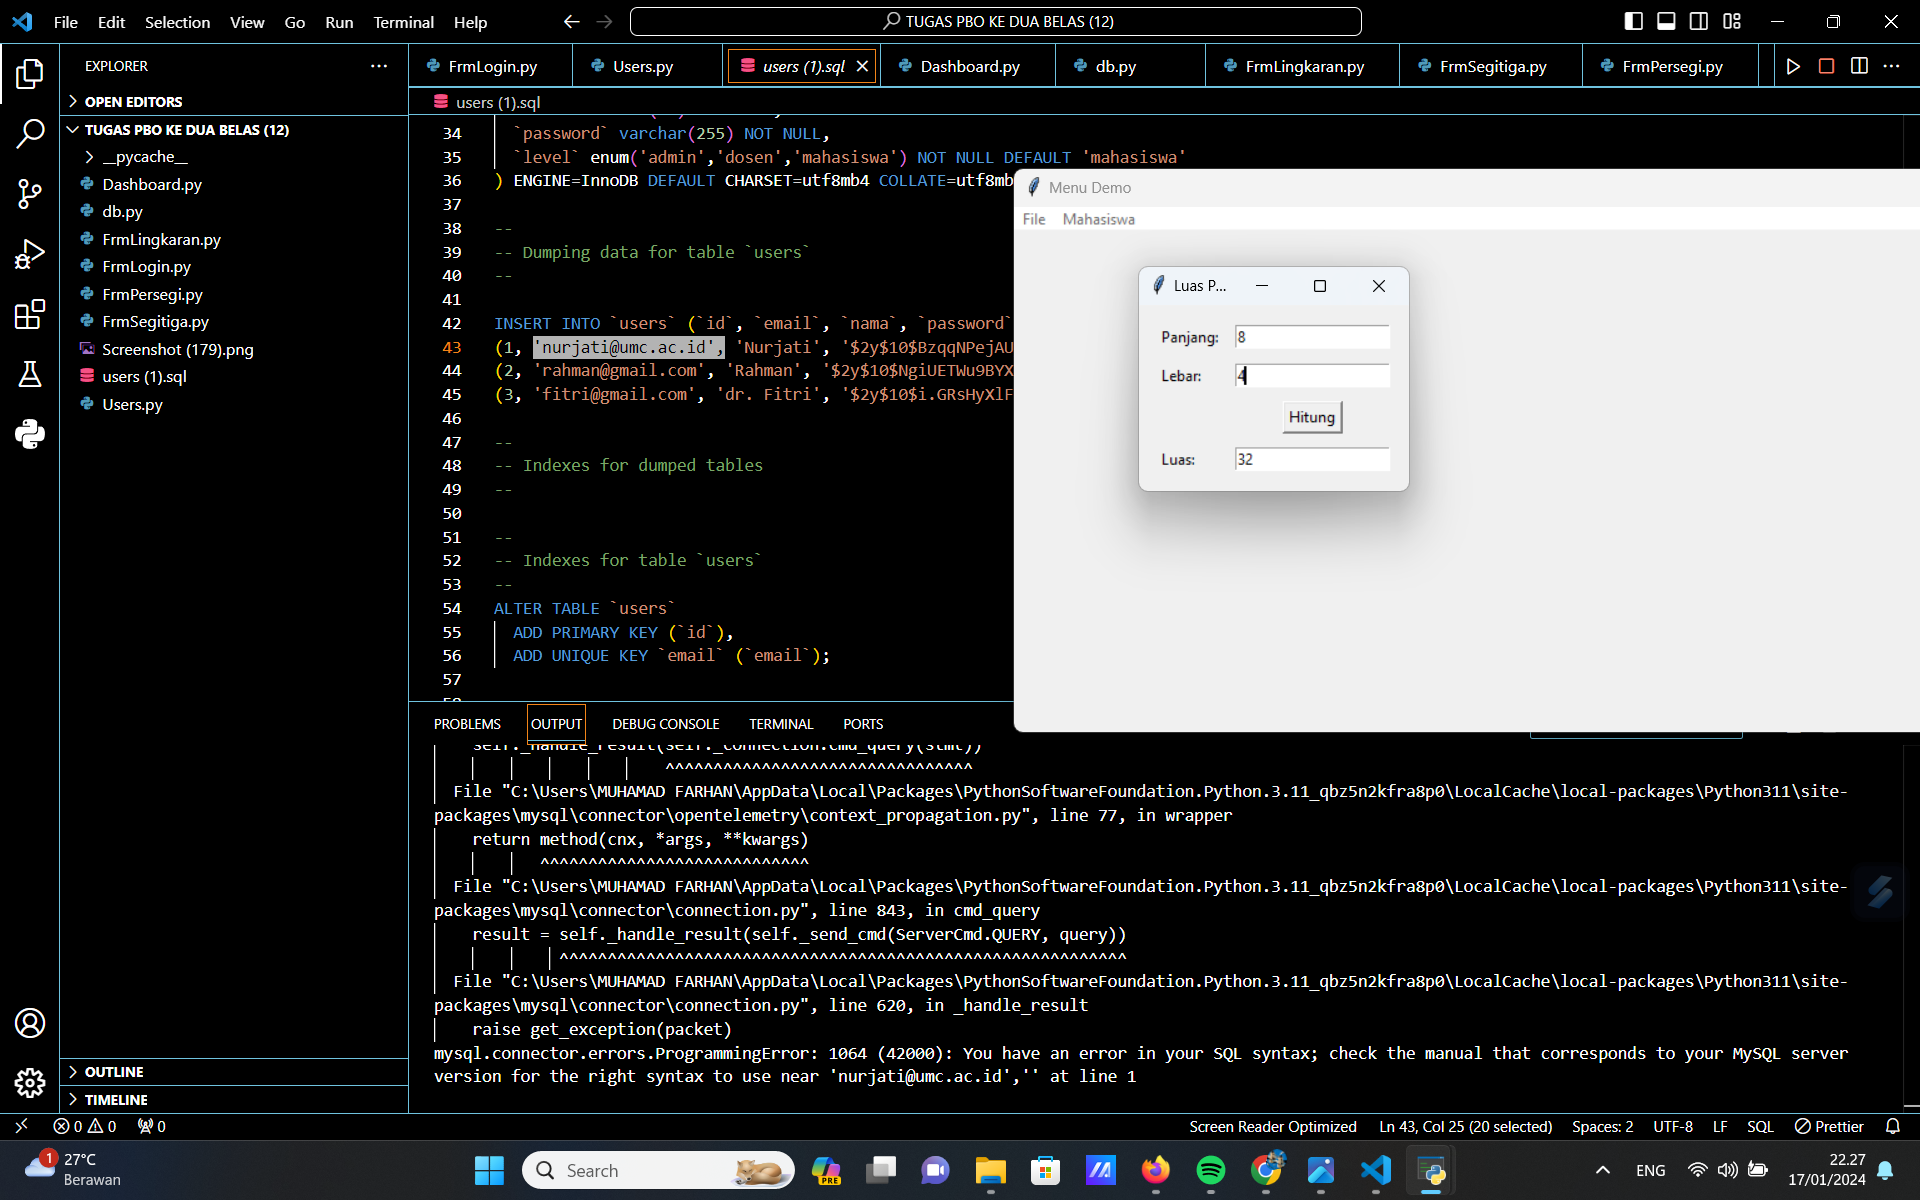 File Edit Selection View Go Run Terminal Help
TUGAS PBO KE DUA BELAS (12)
EXPLORER
OPEN EDITORS
TUGAS PBO KE DUA BELAS (12)
__pycache__
Dashboard.py
db.py
FrmLingkaran.py
FrmLogin.py
FrmPersegi.py
FrmSegitiga.py
Screenshot (179).png
users (1).sql
Users.py
OUTLINE
TIMELINE
FrmLogin.py Users.py users (1).sql Dashboard.py db.py FrmLingkaran.py FrmSegitiga.py FrmPersegi.py
users (1).sql
34 `password` varchar(255) NOT NULL,
35 `level` enum('admin','dosen','mahasiswa') NOT NULL DEFAULT 'mahasiswa'
36 ) ENGINE=InnoDB DEFAULT CHARSET=utf8mb4 COLLATE=utf8mb
37
38 --
39 -- Dumping data for table `users`
40 --
41
42 INSERT INTO `users` (`id`, `email`, `nama`, `password`
43 (1, 'nurjati@umc.ac.id', 'Nurjati', '$2y$10$BzqqNPejAU
44 (2, 'rahman@gmail.com', 'Rahman', '$2y$10$NgiUETWu9BYX
45 (3, 'fitri@gmail.com', 'dr. Fitri', '$2y$10$i.GRsHyXlF
46
47 --
48 -- Indexes for dumped tables
49 --
50
51 --
52 -- Indexes for table `users`
53 --
54 ALTER TABLE `users`
55 ADD PRIMARY KEY (`id`),
56 ADD UNIQUE KEY `email` (`email`);
57
Menu Demo
File Mahasiswa
Luas P...
Panjang: 8
Lebar: 4
Hitung
Luas: 32
PROBLEMS OUTPUT DEBUG CONSOLE TERMINAL PORTS
self._handle_result(self._connection.cmd_query(stmt))
^^^^^^^^^^^^^^^^^^^^^^^^^^^^^^^^
File "C:\Users\MUHAMAD FARHAN\AppData\Local\Packages\PythonSoftwareFoundation.Python.3.11_qbz5n2kfra8p0\LocalCache\local-packages\Python311\site-
packages\mysql\connector\opentelemetry\context_propagation.py", line 77, in wrapper
return method(cnx, *args, **kwargs)
^^^^^^^^^^^^^^^^^^^^^^^^^^^^
File "C:\Users\MUHAMAD FARHAN\AppData\Local\Packages\PythonSoftwareFoundation.Python.3.11_qbz5n2kfra8p0\LocalCache\local-packages\Python311\site-
packages\mysql\connector\connection.py", line 843, in cmd_query
result = self._handle_result(self._send_cmd(ServerCmd.QUERY, query))
^^^^^^^^^^^^^^^^^^^^^^^^^^^^^^^^^^^^^^^^^^^^^^^^^^^^^^^^^^^
File "C:\Users\MUHAMAD FARHAN\AppData\Local\Packages\PythonSoftwareFoundation.Python.3.11_qbz5n2kfra8p0\LocalCache\local-packages\Python311\site-
packages\mysql\connector\connection.py", line 620, in _handle_result
raise get_exception(packet)
mysql.connector.errors.ProgrammingError: 1064 (42000): You have an error in your SQL syntax; check the manual that corresponds to your MySQL server
version for the right syntax to use near 'nurjati@umc.ac.id','' at line 1
0 0 0
Screen Reader Optimized Ln 43, Col 25 (20 selected) Spaces: 2 UTF-8 LF SQL Prettier
1
27°C
Berawan
Search
PRE
ENG
22.27
17/01/2024